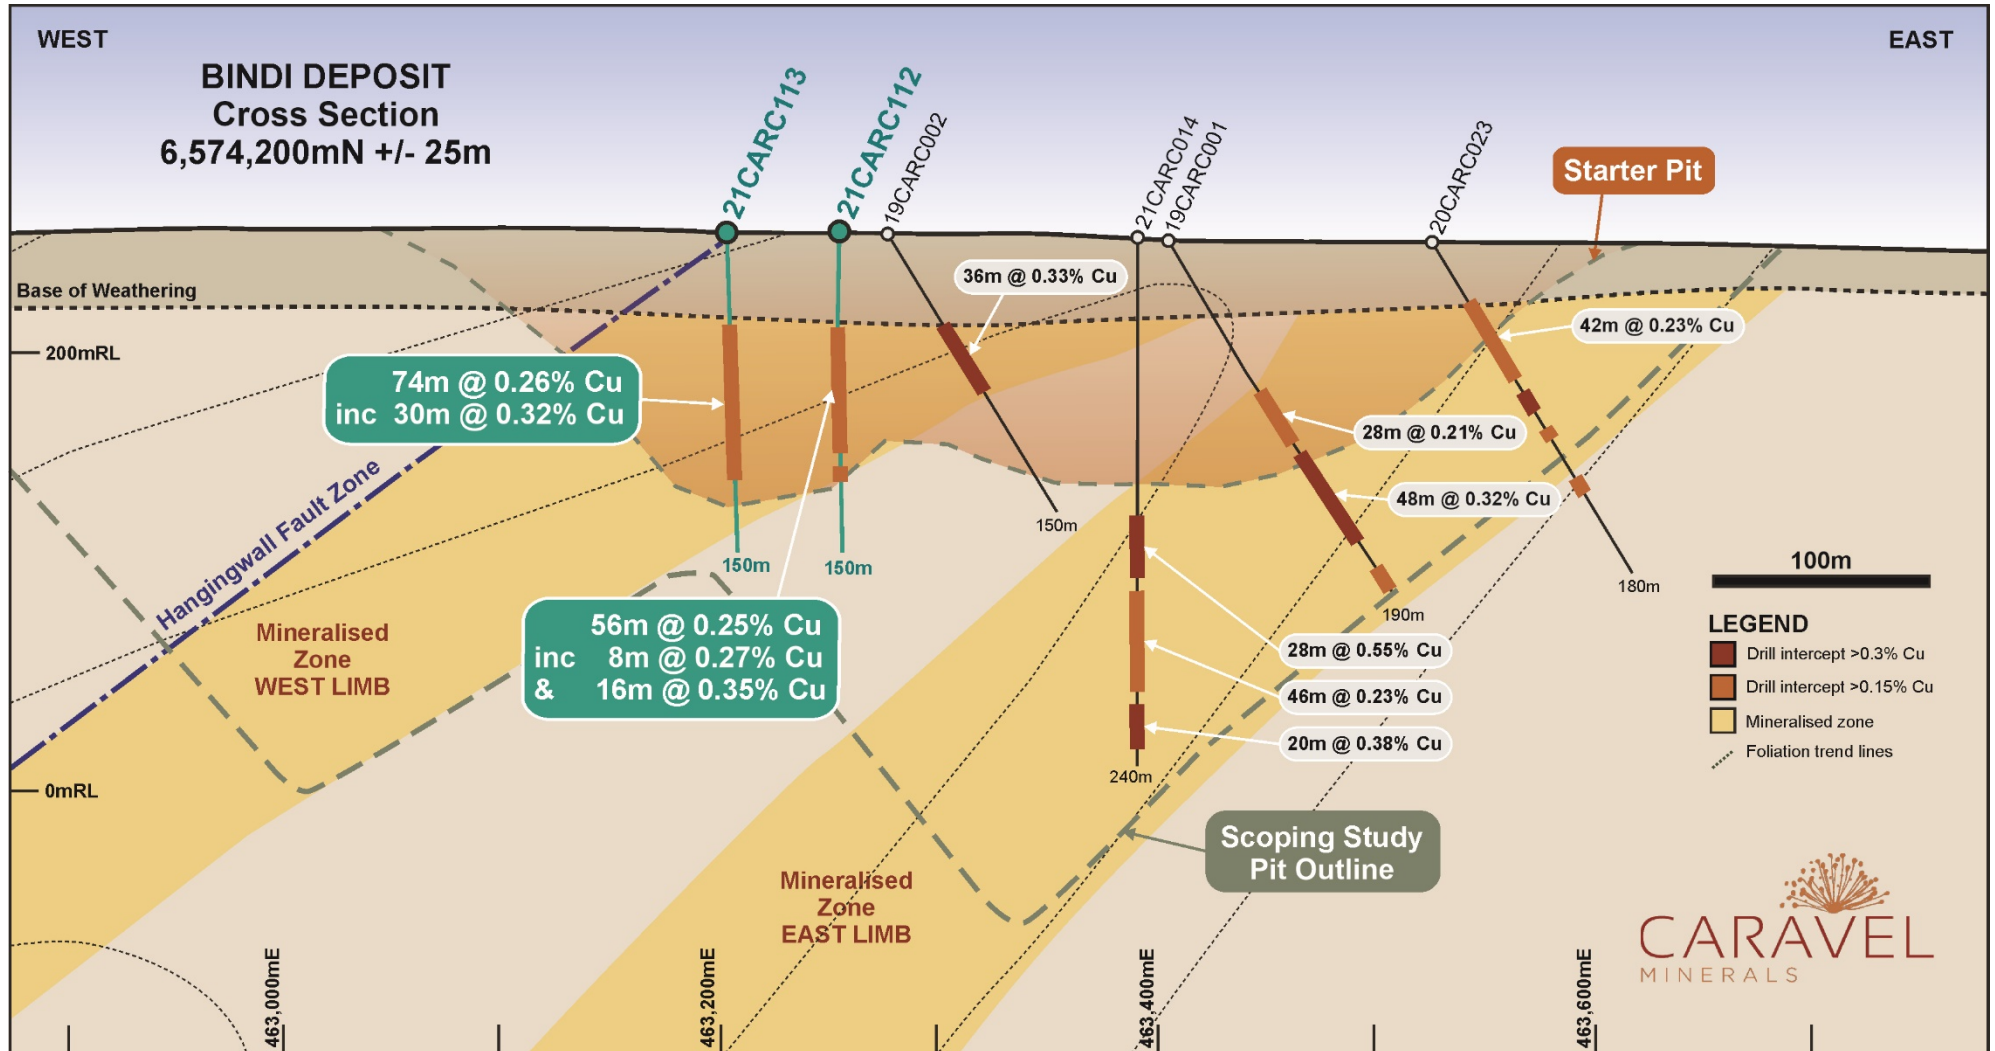 WEST
EAST
BINDI DEPOSIT
Cross Section
6,574,200mN +/- 25m
21CARC113
21CARC112
19CARC002
21CARC014
19CARC001
20CARC023
Starter Pit
Base of Weathering
200mRL
36m @ 0.33% Cu
42m @ 0.23% Cu
74m @ 0.26% Cu
inc 30m @ 0.32% Cu
28m @ 0.21% Cu
48m @ 0.32% Cu
Hangingwall Fault Zone
150m
150m
150m
190m
180m
100m
56m @ 0.25% Cu
inc 8m @ 0.27% Cu
& 16m @ 0.35% Cu
Mineralised
Zone
WEST LIMB
28m @ 0.55% Cu
46m @ 0.23% Cu
20m @ 0.38% Cu
240m
LEGEND
Drill intercept >0.3% Cu
Drill intercept >0.15% Cu
Mineralised zone
Foliation trend lines
0mRL
Scoping Study
Pit Outline
Mineralised
Zone
EAST LIMB
CARAVEL
MINERALS
463,000mE
463,200mE
463,400mE
463,600mE